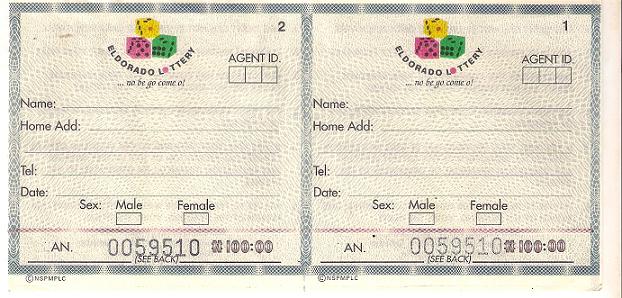 2
ELDORADO LOTTERY
... no be go come o!
AGENT ID.
Name:
Home Add:
Tel:
Date:
Sex: Male Female
AN. 0059510 ₦100:00
(SEE BACK)
©NSPMPLC
1
ELDORADO LOTTERY
... no be go come o!
AGENT ID.
Name:
Home Add:
Tel:
Date:
Sex: Male Female
AN. 0059510 ₦100:00
(SEE BACK)
©NSPMPLC